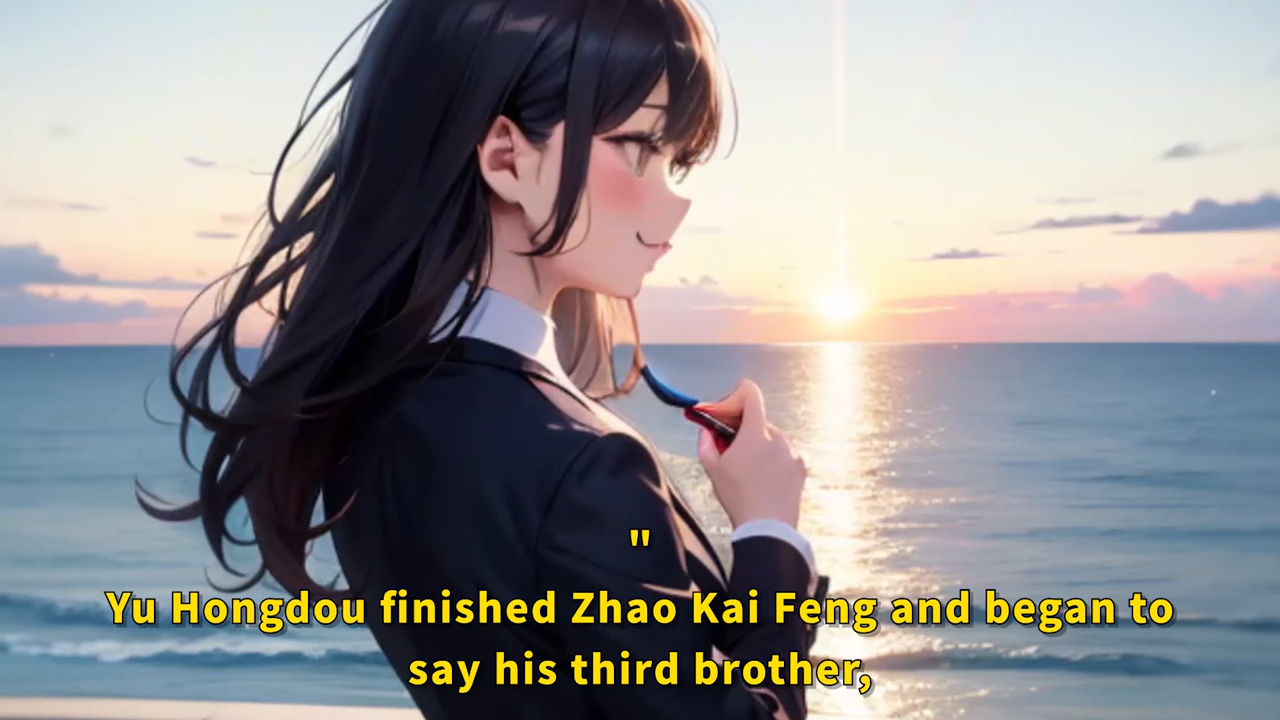 "
Yu Hongdou finished Zhao Kai Feng and began to
say his third brother,